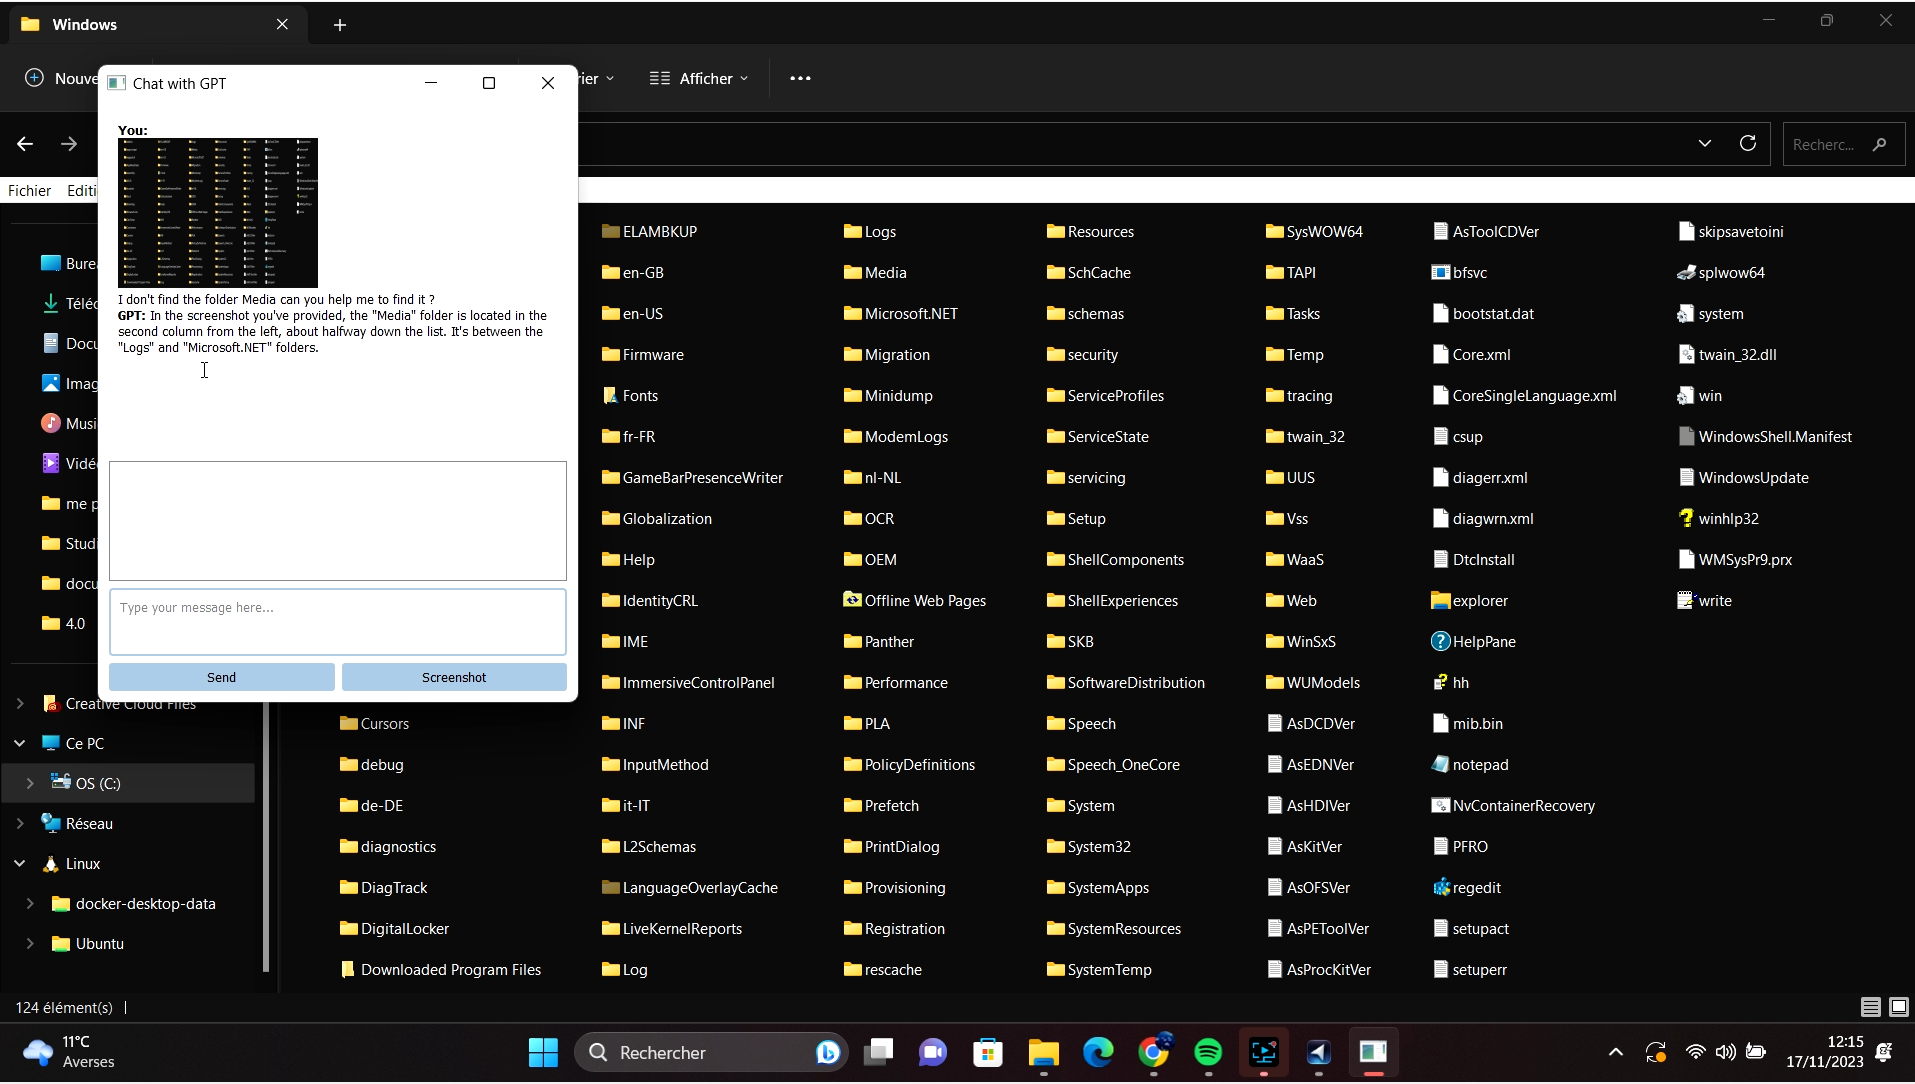 Windows
Nouve
rier
Afficher
Chat with GPT
Recherc...
Fichier
Editi
You:
I don't find the folder Media can you help me to find it ?
GPT: In the screenshot you've provided, the "Media" folder is located in the
second column from the left, about halfway down the list. It's between the
"Logs" and "Microsoft.NET" folders.
Type your message here...
Send
Screenshot
Burea
Téléc
Docu
Imag
Musi
Vidé
me p
Studi
docu
4.0
Creative Cloud Files
Ce PC
OS (C:)
Réseau
Linux
docker-desktop-data
Ubuntu
Cursors
debug
de-DE
diagnostics
DiagTrack
DigitalLocker
Downloaded Program Files
ELAMBKUP
en-GB
en-US
Firmware
Fonts
fr-FR
GameBarPresenceWriter
Globalization
Help
IdentityCRL
IME
ImmersiveControlPanel
INF
InputMethod
it-IT
L2Schemas
LanguageOverlayCache
LiveKernelReports
Log
Logs
Media
Microsoft.NET
Migration
Minidump
ModemLogs
nl-NL
OCR
OEM
Offline Web Pages
Panther
Performance
PLA
PolicyDefinitions
Prefetch
PrintDialog
Provisioning
Registration
rescache
Resources
SchCache
schemas
security
ServiceProfiles
ServiceState
servicing
Setup
ShellComponents
ShellExperiences
SKB
SoftwareDistribution
Speech
Speech_OneCore
System
System32
SystemApps
SystemResources
SystemTemp
SysWOW64
TAPI
Tasks
Temp
tracing
twain_32
UUS
Vss
WaaS
Web
WinSxS
WUModels
AsDCDVer
AsEDNVer
AsHDIVer
AsKitVer
AsOFSVer
AsPEToolVer
AsProcKitVer
AsToolCDVer
bfsvc
bootstat.dat
Core.xml
CoreSingleLanguage.xml
csup
diagerr.xml
diagwrn.xml
DtcInstall
explorer
HelpPane
hh
mib.bin
notepad
NvContainerRecovery
PFRO
regedit
setupact
setuperr
skipsavetoini
splwow64
system
twain_32.dll
win
WindowsShell.Manifest
WindowsUpdate
winhlp32
WMSysPr9.prx
write
124 élément(s)
11°C
Averses
Rechercher
12:15
17/11/2023